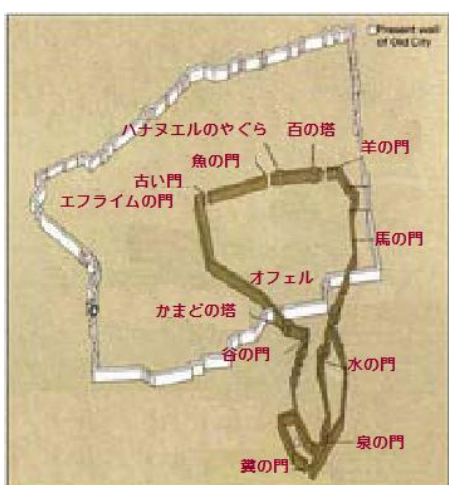 Present wall
of Old City
ハナヌエルのやぐら
百の塔
羊の門
魚の門
古い門
エフライムの門
馬の門
オフェル
かまどの塔
谷の門
水の門
泉の門
糞の門